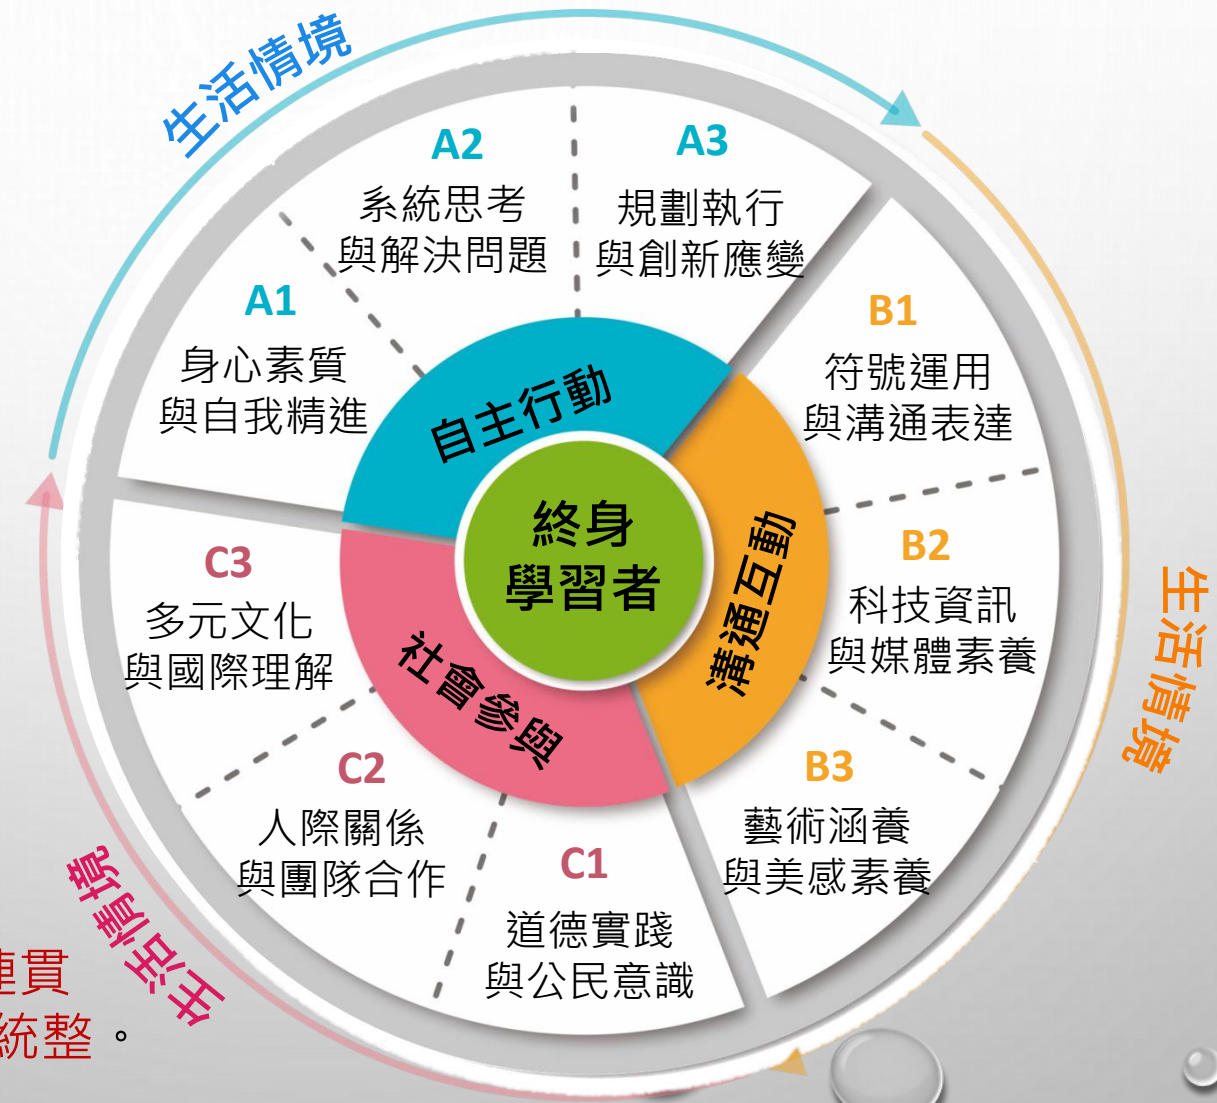 生活情境
A2
系統思考
與解決問題
A3
規劃執行
與創新應變
A1
身心素質
與自我精進
B1
符號運用
與溝通表達
自主行動
終身
學習者
溝通互動
社會參與
B2
科技資訊
與媒體素養
生活情境
C3
多元文化
與國際理解
B3
藝術涵養
與美感素養
C2
人際關係
與團隊合作
C1
道德實踐
與公民意識
生活情境
連貫
統整。